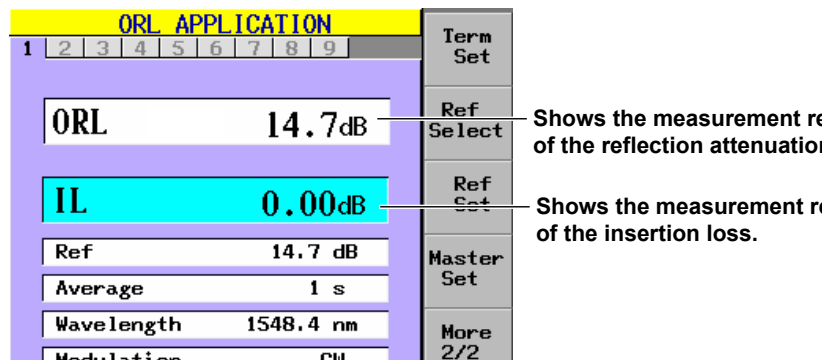 ORL APPLICATION
1 2 3 4 5 6 7 8 9
ORL 14.7dB
IL 0.00dB
Ref 14.7 dB
Average 1 s
Wavelength 1548.4 nm
Modulation CW
Term
Set
Ref
Select
Ref
Set
Master
Set
More
2/2
Shows the measurement re
of the reflection attenuation
Shows the measurement re
of the insertion loss.